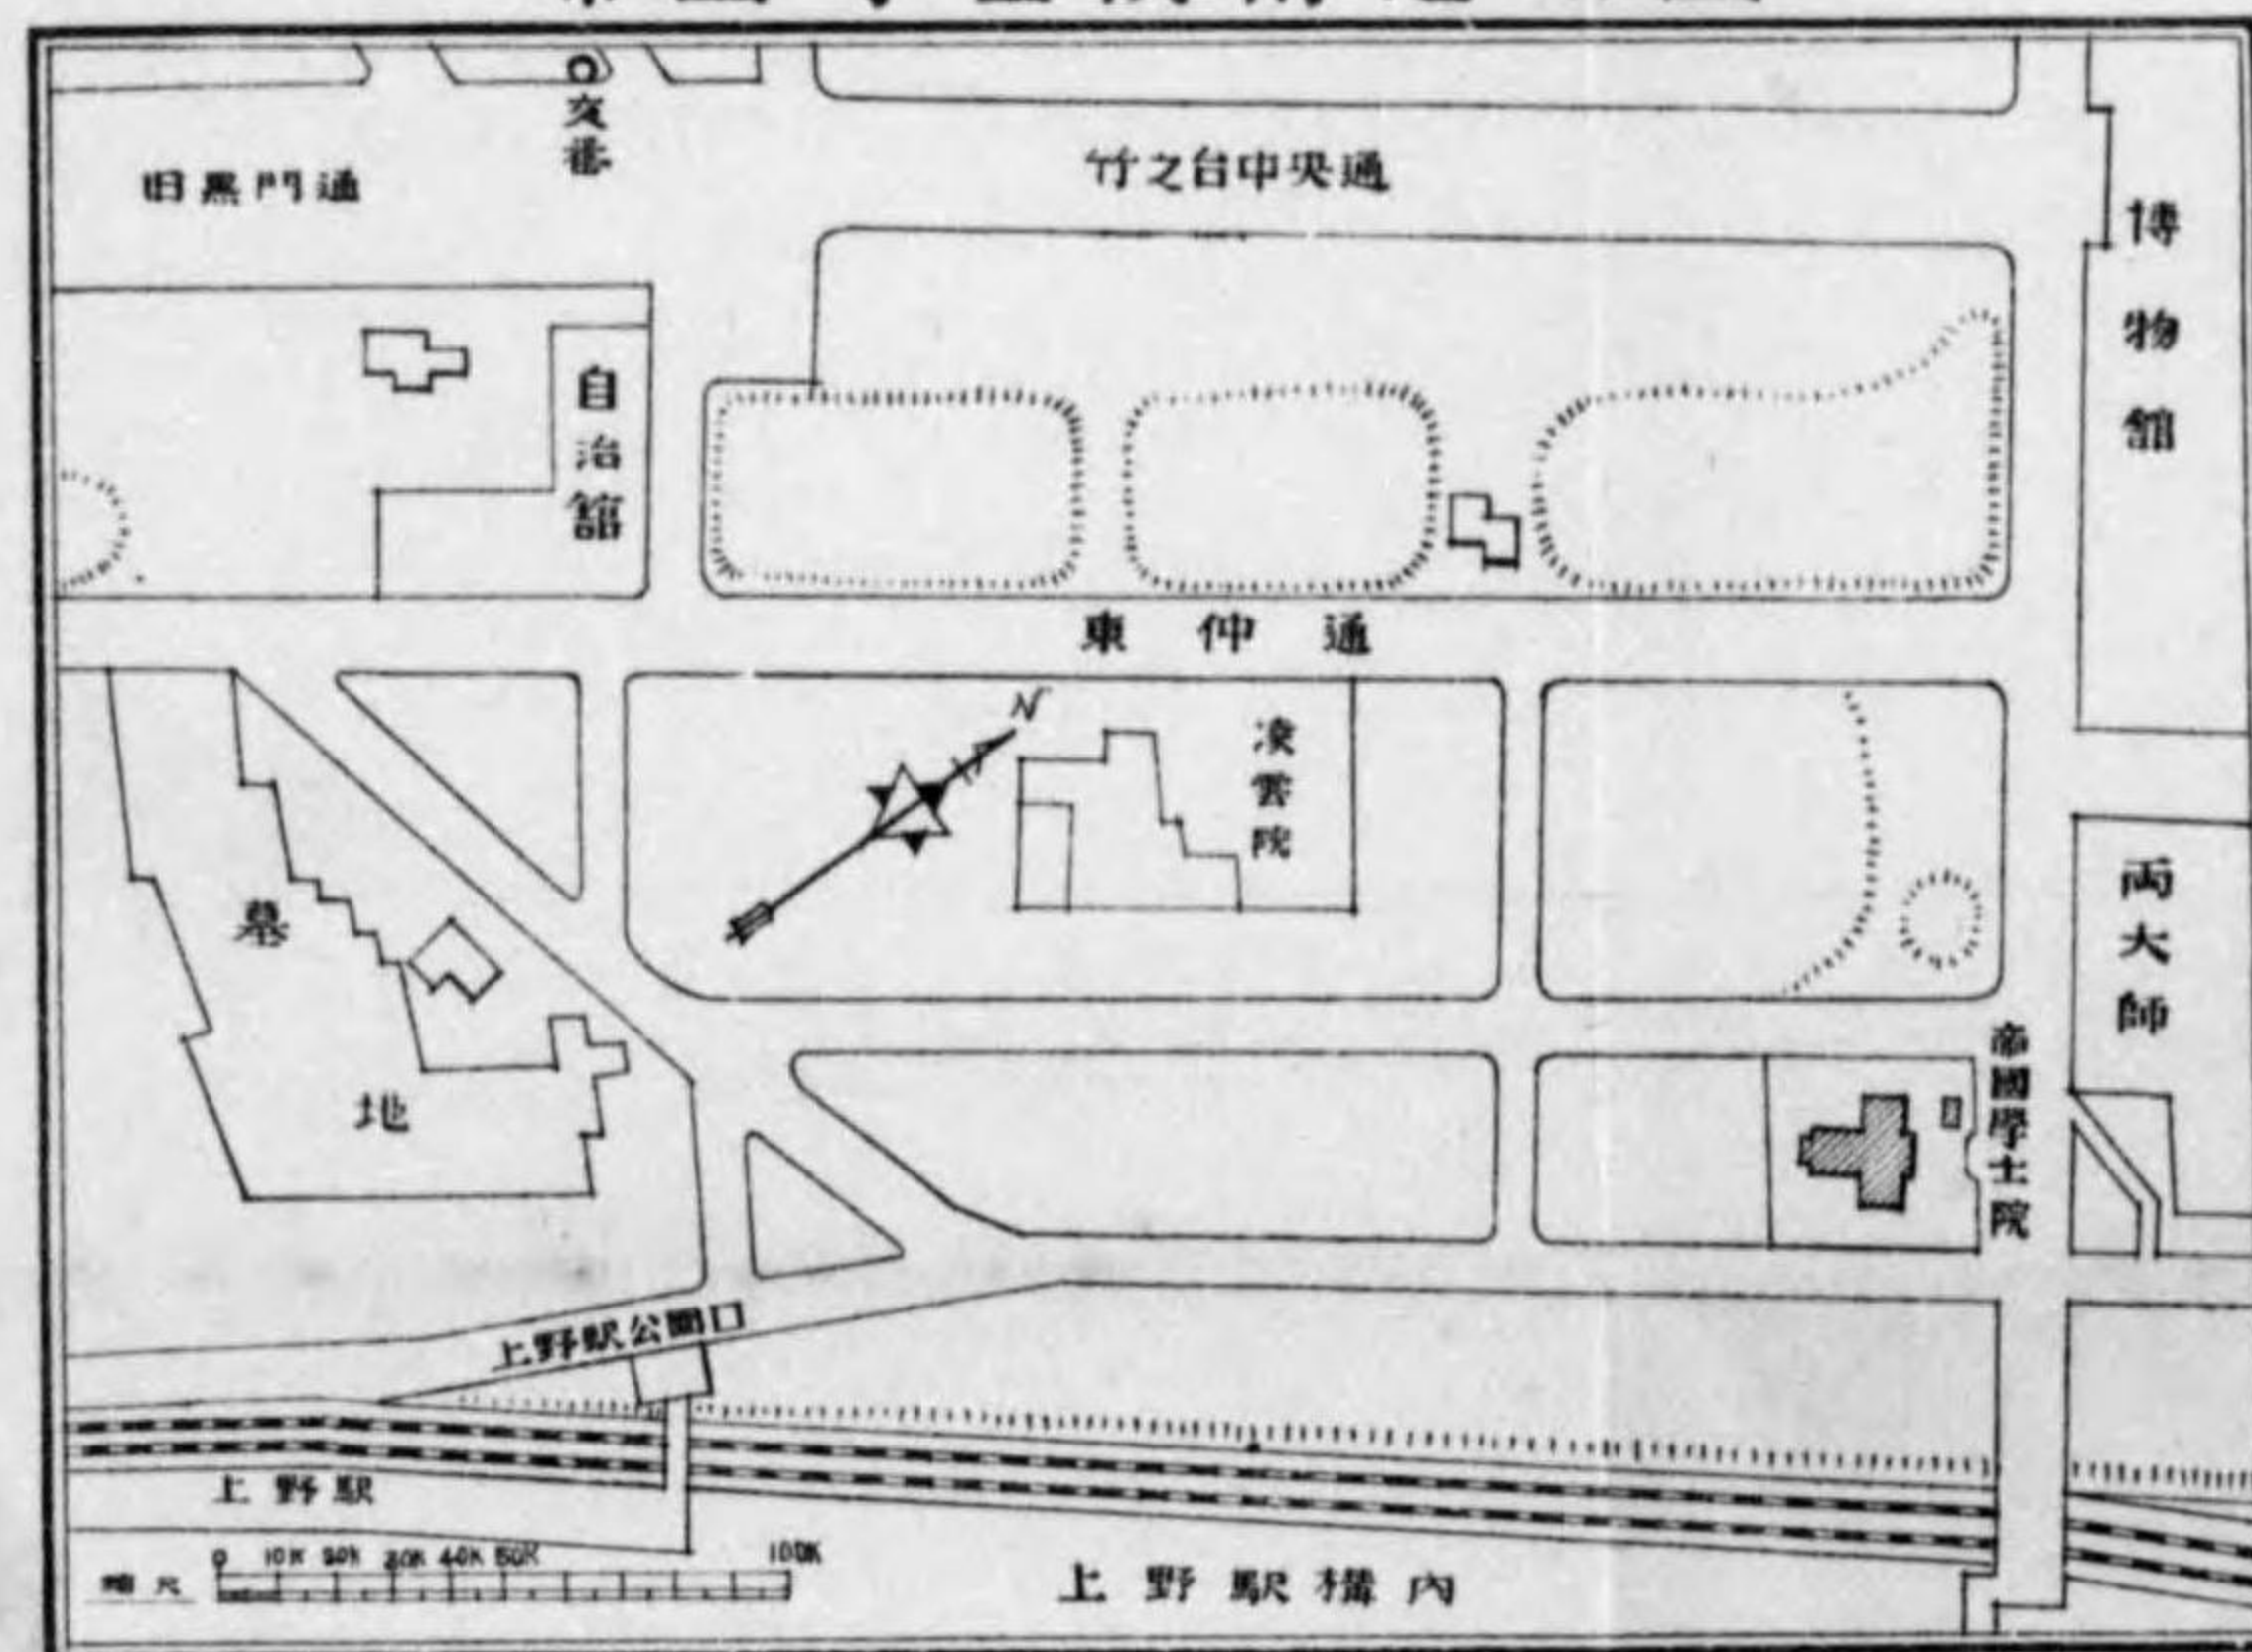 交番
旧黒門通
竹之台中央通
博物舘
自治舘
東仲通
N
凌雲院
墓地
両大師
帝國學士院
上野駅公園口
上野駅
縮尺
0 10K 20K 30K 40K 50K 100K
上野駅構内